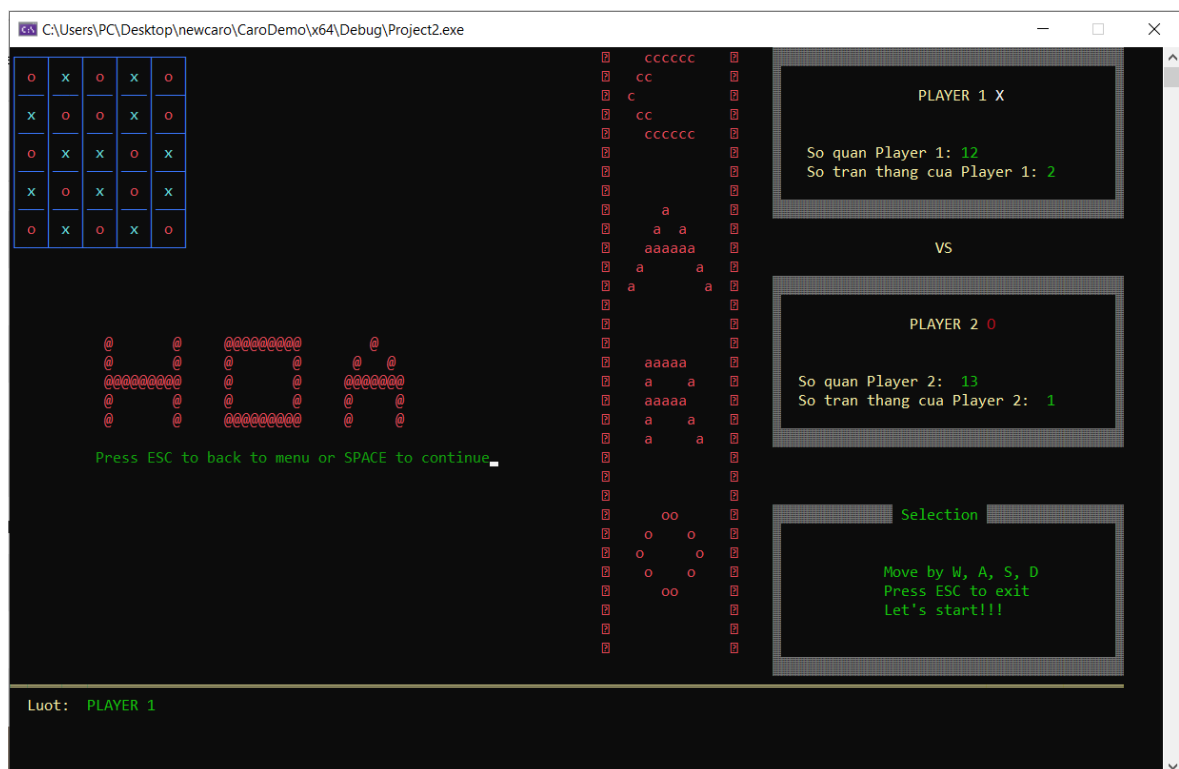 C:\Users\PC\Desktop\newcaro\CaroDemo\x64\Debug\Project2.exe
o x o x o
x o o x o
o x x o x
x o x o x
o x o x o
HOA
Press ESC to back to menu or SPACE to continue
CARO
PLAYER 1 X
So quan Player 1: 12
So tran thang cua Player 1: 2
VS
PLAYER 2 O
So quan Player 2: 13
So tran thang cua Player 2: 1
Selection
Move by W, A, S, D
Press ESC to exit
Let's start!!!
Luot: PLAYER 1